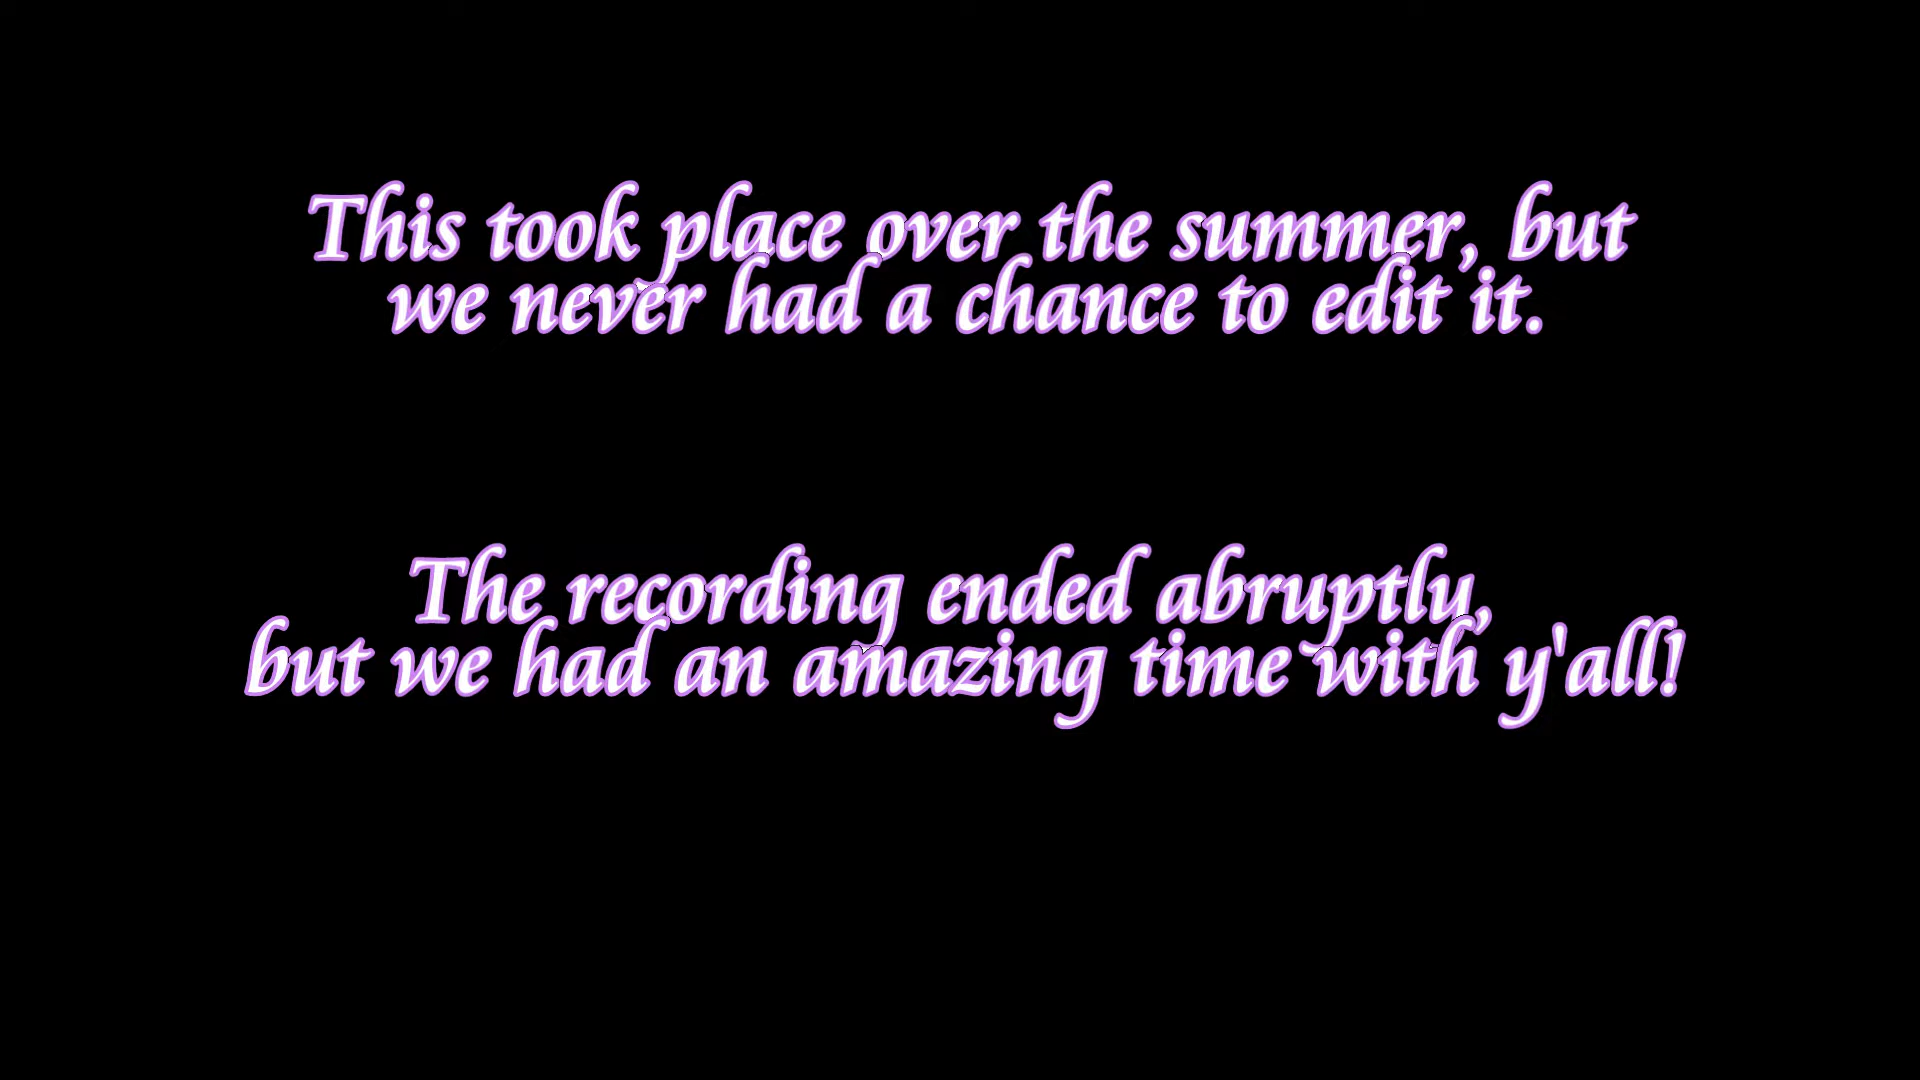 This took place over the summer, but
we never had a chance to edit it.
The recording ended abruptly,
but we had an amazing time with y'all!